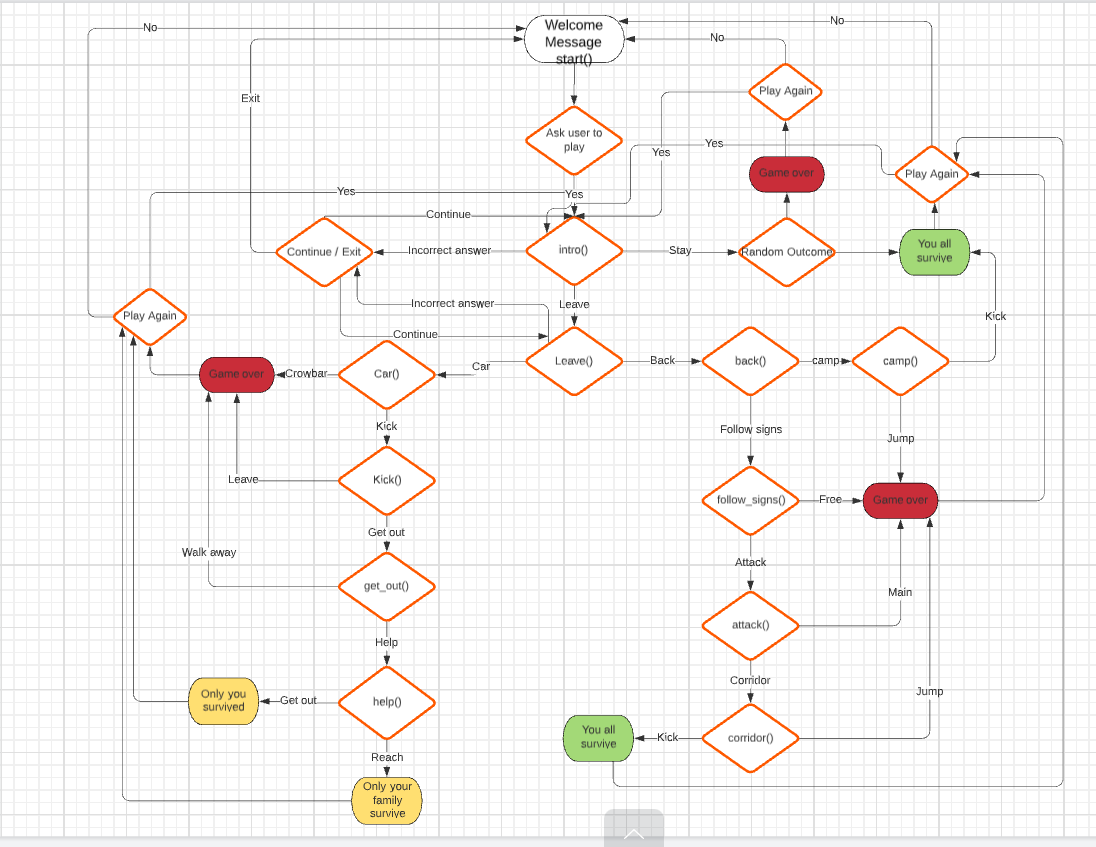 Welcome
Message
start()
No
No
No
Exit
Play Again
Ask user to
play
Yes
Yes
Game over
Play Again
Yes
Yes
Continue
Continue / Exit
Incorrect answer
intro()
Stay
Random Outcome
You all
survive
Incorrect answer
Leave
Kick
Play Again
Continue
Game over
Crowbar
Car()
Car
Leave()
Back
back()
camp
camp()
Kick
Follow signs
Jump
Leave
Kick()
follow_signs()
Free
Game over
Get out
Walk away
Attack
get_out()
Main
attack()
Help
Corridor
Only you
survived
Get out
help()
Jump
You all
survive
Kick
corridor()
Reach
Only your
family
survive